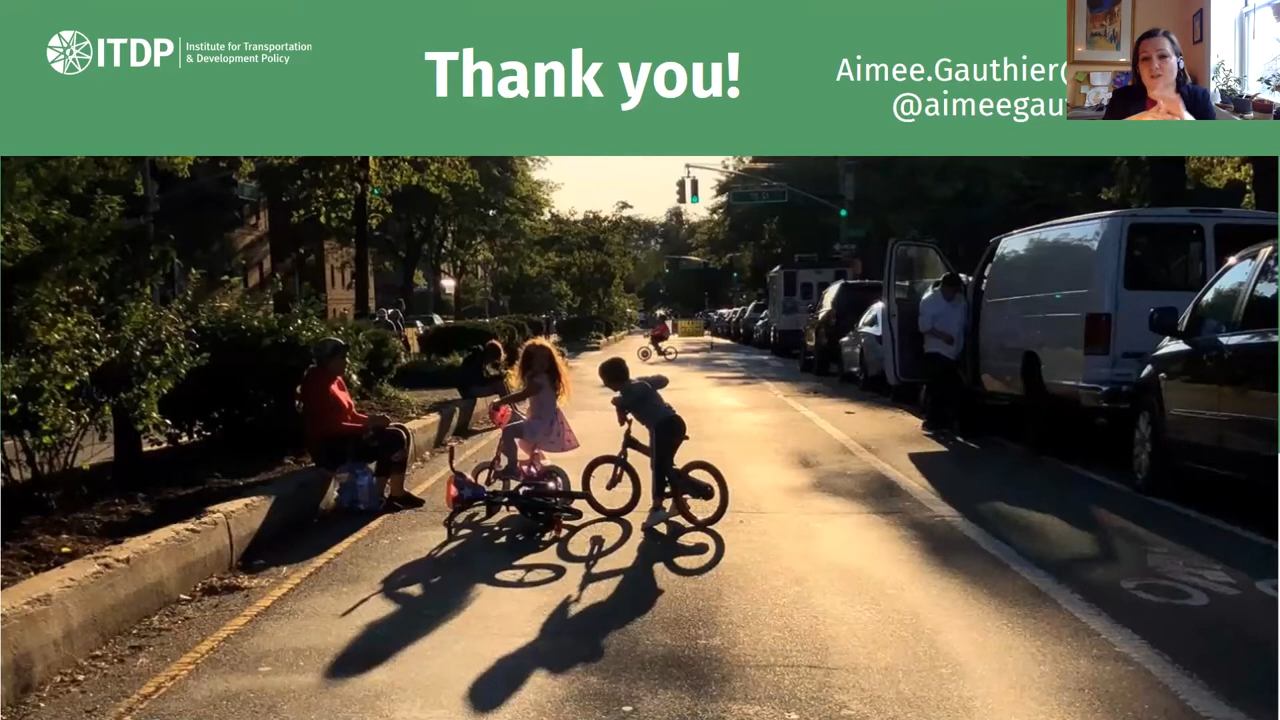 ITDP
Institute for Transportation
& Development Policy
Thank you!
Aimee.Gauthier@
@aimeegau